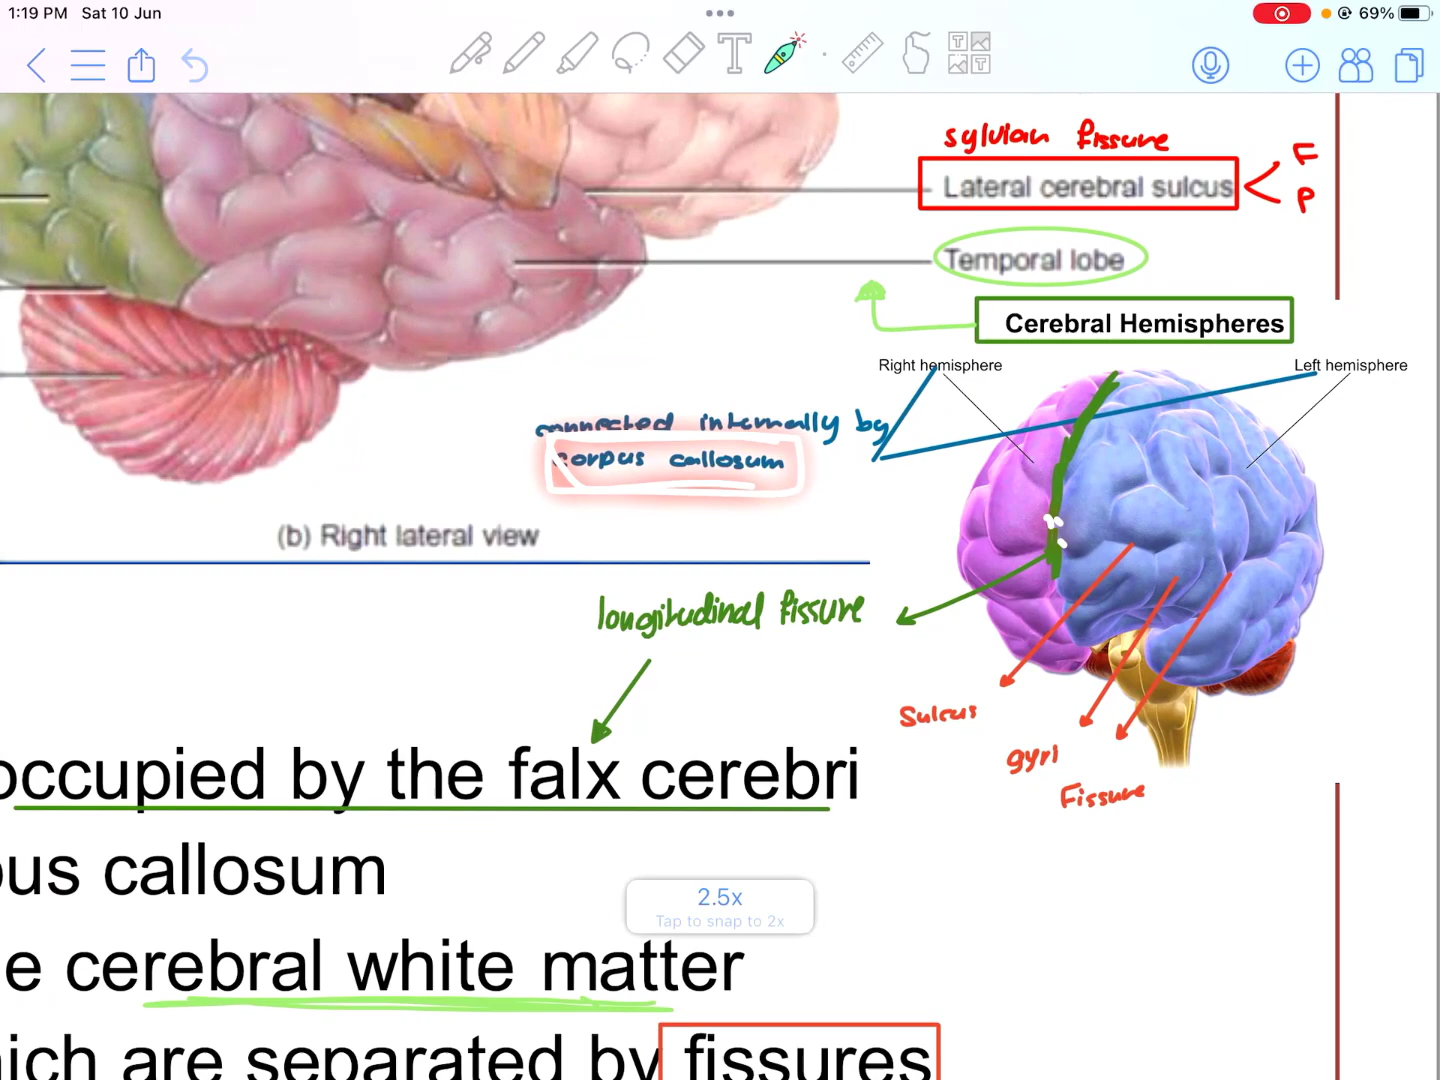 1:19 PM Sat 10 Jun
69%
sylvian fissure
Lateral cerebral sulcus
F
P
Temporal lobe
Cerebral Hemispheres
Right hemisphere
Left hemisphere
connected internally by
corpus callosum
(b) Right lateral view
longitudinal fissure
Sulcus
gyri
Fissure
occupied by the falx cerebri
ous callosum
2.5x
Tap to snap to 2x
e cerebral white matter
hich are separated by fissures